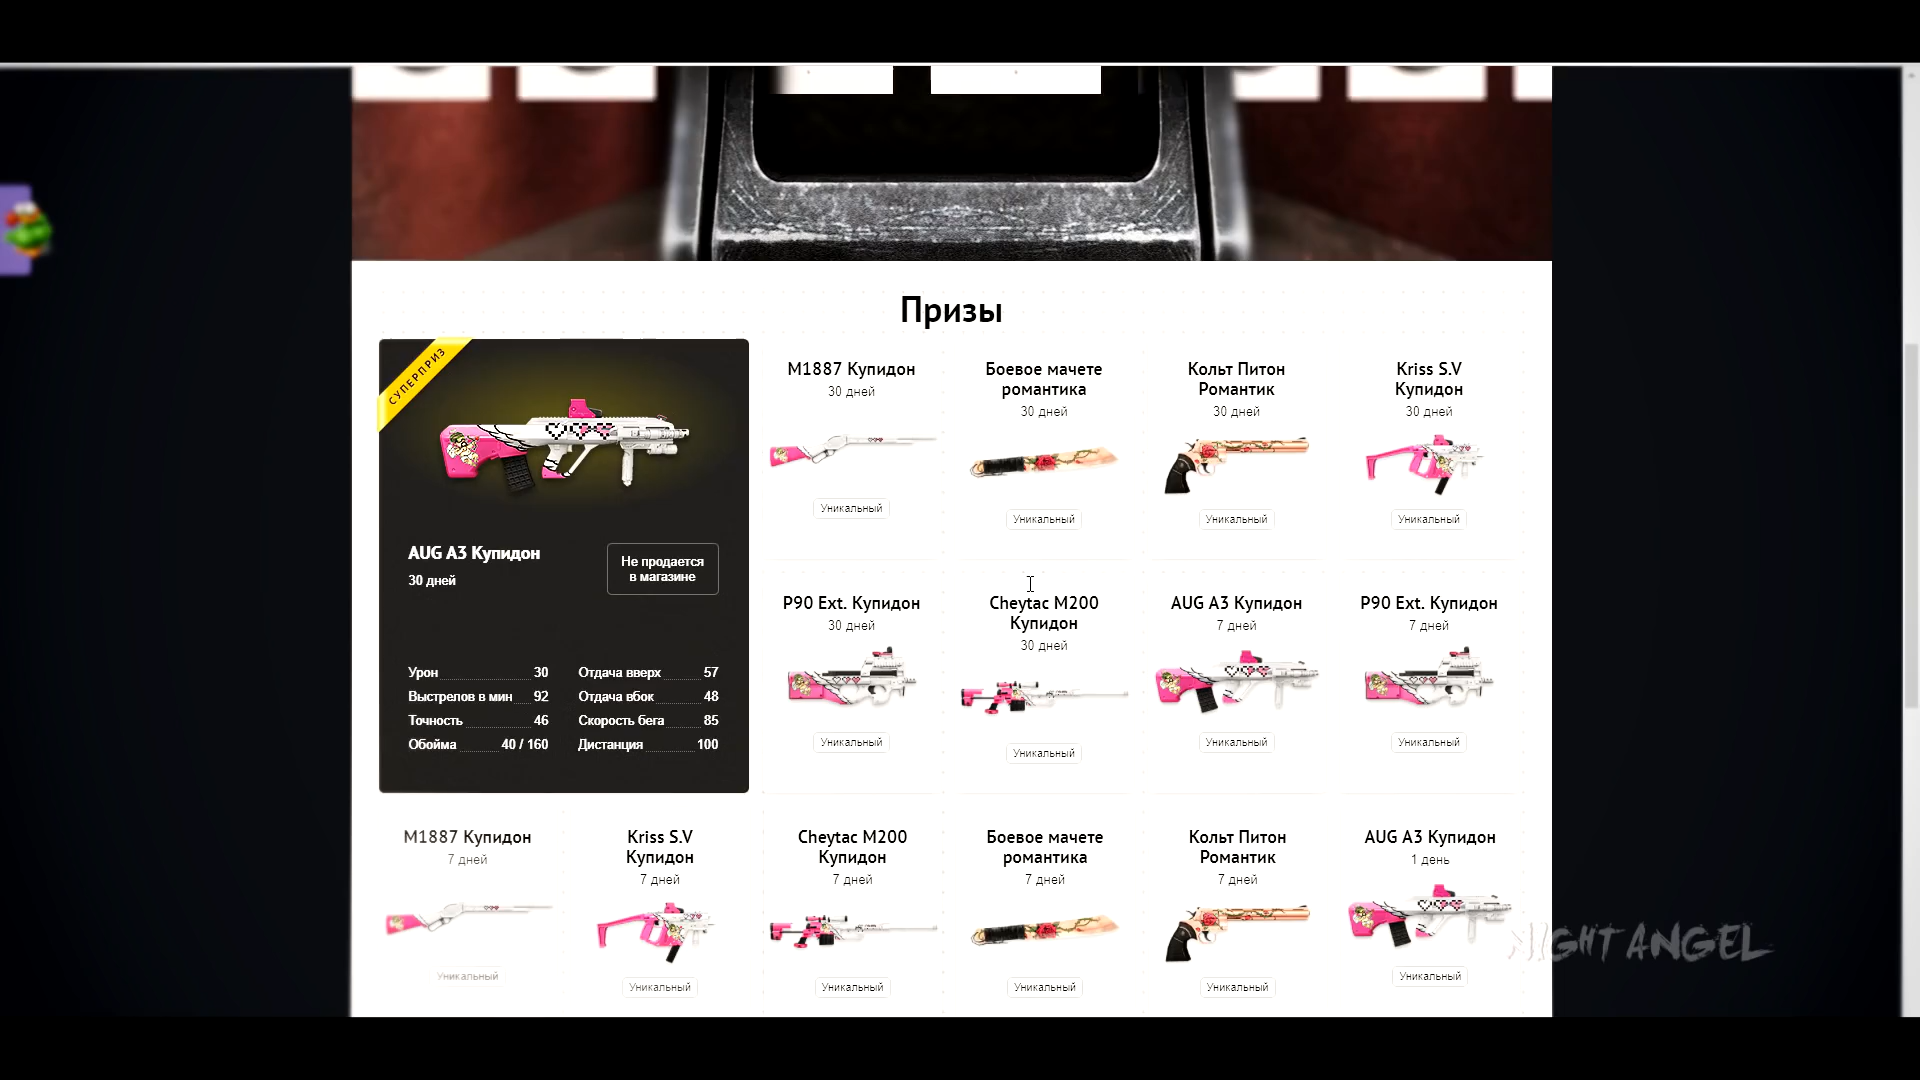 Призы
СУПЕРПРИЗ
AUG A3 Купидон
30 дней
Не продается
в магазине
Урон 30
Выстрелов в мин 92
Точность 46
Обойма 40 / 160
Отдача вверх 57
Отдача вбок 48
Скорость бега 85
Дистанция 100
M1887 Купидон
30 дней
Уникальный
Боевое мачете
романтика
30 дней
Уникальный
Кольт Питон
Романтик
30 дней
Уникальный
Kriss S.V
Купидон
30 дней
Уникальный
P90 Ext. Купидон
30 дней
Уникальный
Cheytac M200
Купидон
30 дней
Уникальный
AUG A3 Купидон
7 дней
Уникальный
P90 Ext. Купидон
7 дней
Уникальный
M1887 Купидон
7 дней
Уникальный
Kriss S.V
Купидон
7 дней
Уникальный
Cheytac M200
Купидон
7 дней
Уникальный
Боевое мачете
романтика
7 дней
Уникальный
Кольт Питон
Романтик
7 дней
Уникальный
AUG A3 Купидон
1 день
Уникальный
NIGHT ANGEL